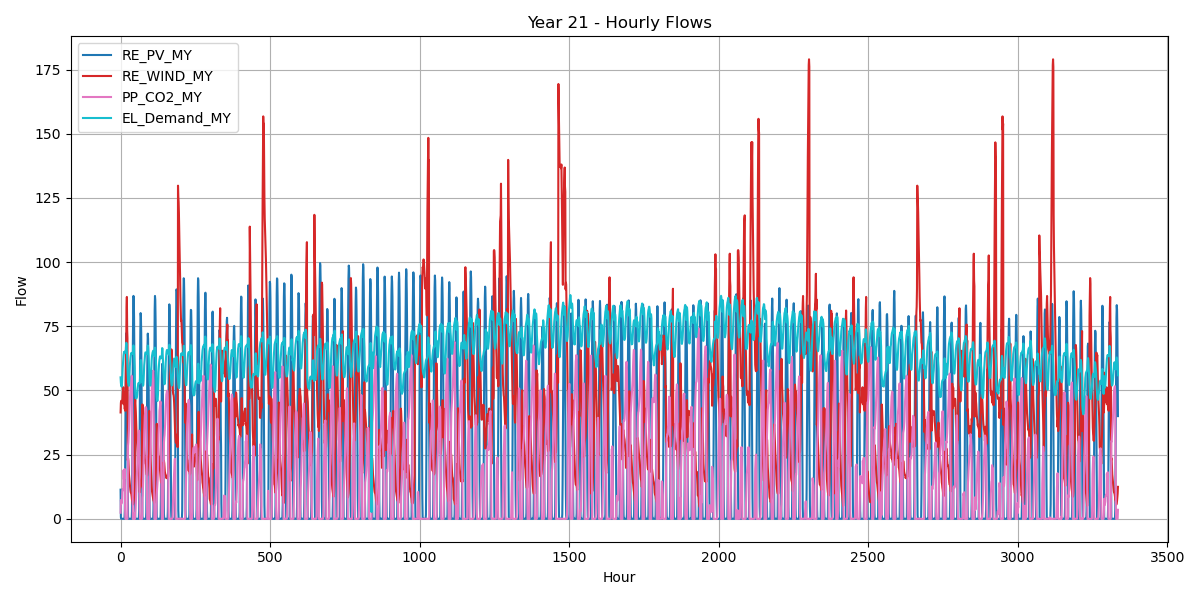 Year 21 - Hourly Flows
RE_PV_MY
RE_WIND_MY
PP_CO2_MY
EL_Demand_MY
175
150
125
100
75
50
25
0
Flow
0 500 1000 1500 2000 2500 3000 3500
Hour